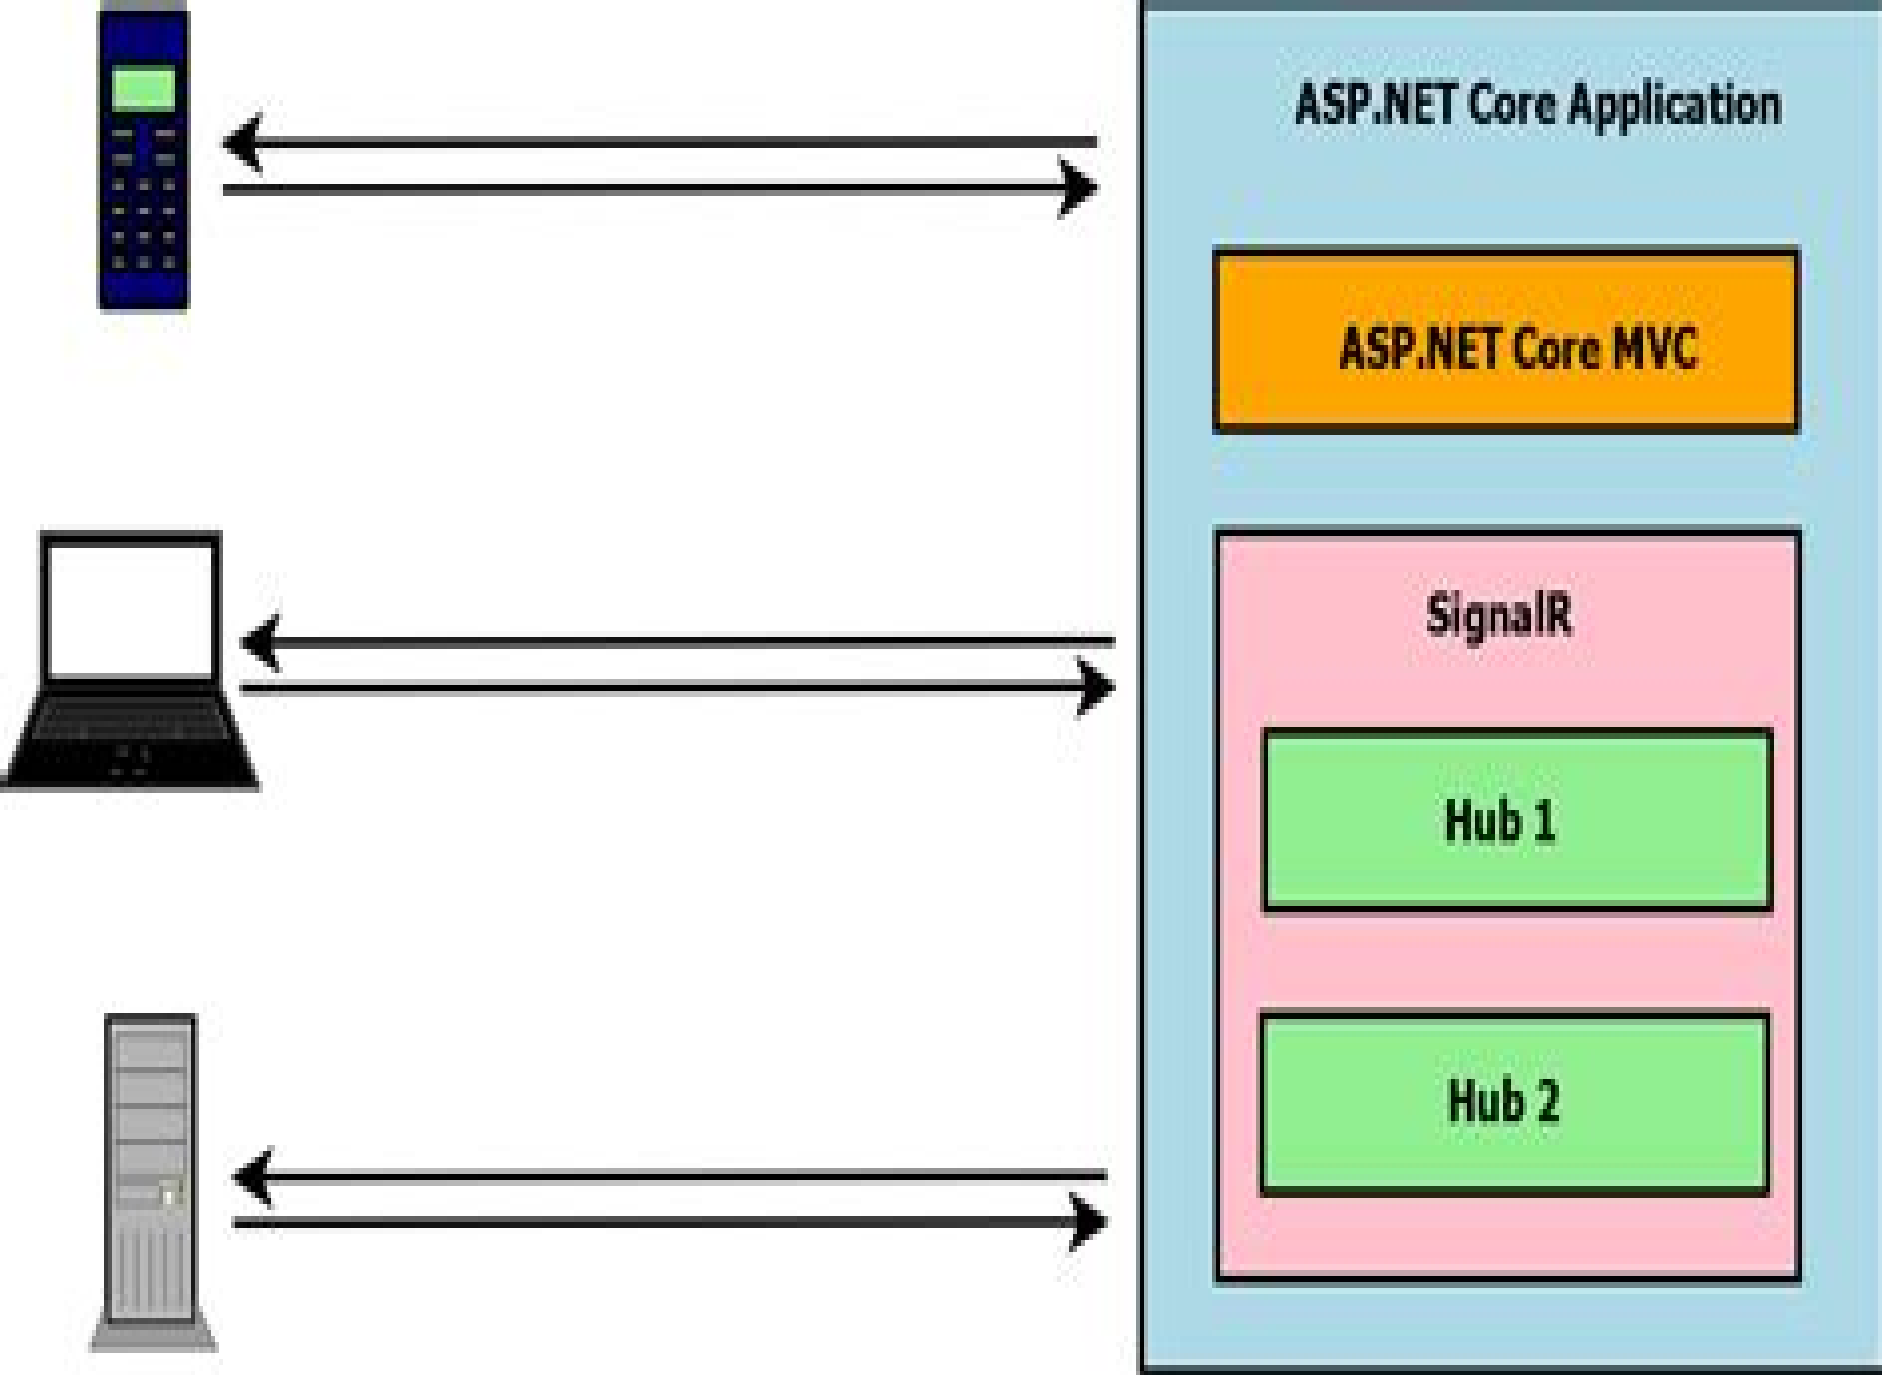 ASP.NET Core Application
ASP.NET Core MVC
SignalR
Hub 1
Hub 2